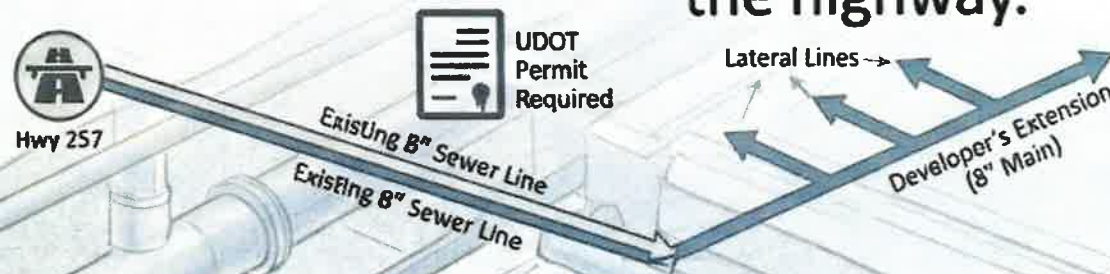 the highway.
UDOT
Permit
Required
Lateral Lines
Hwy 257
Existing 8" Sewer Line
Existing 8" Sewer Line
Developer's Extension
(8" Main)